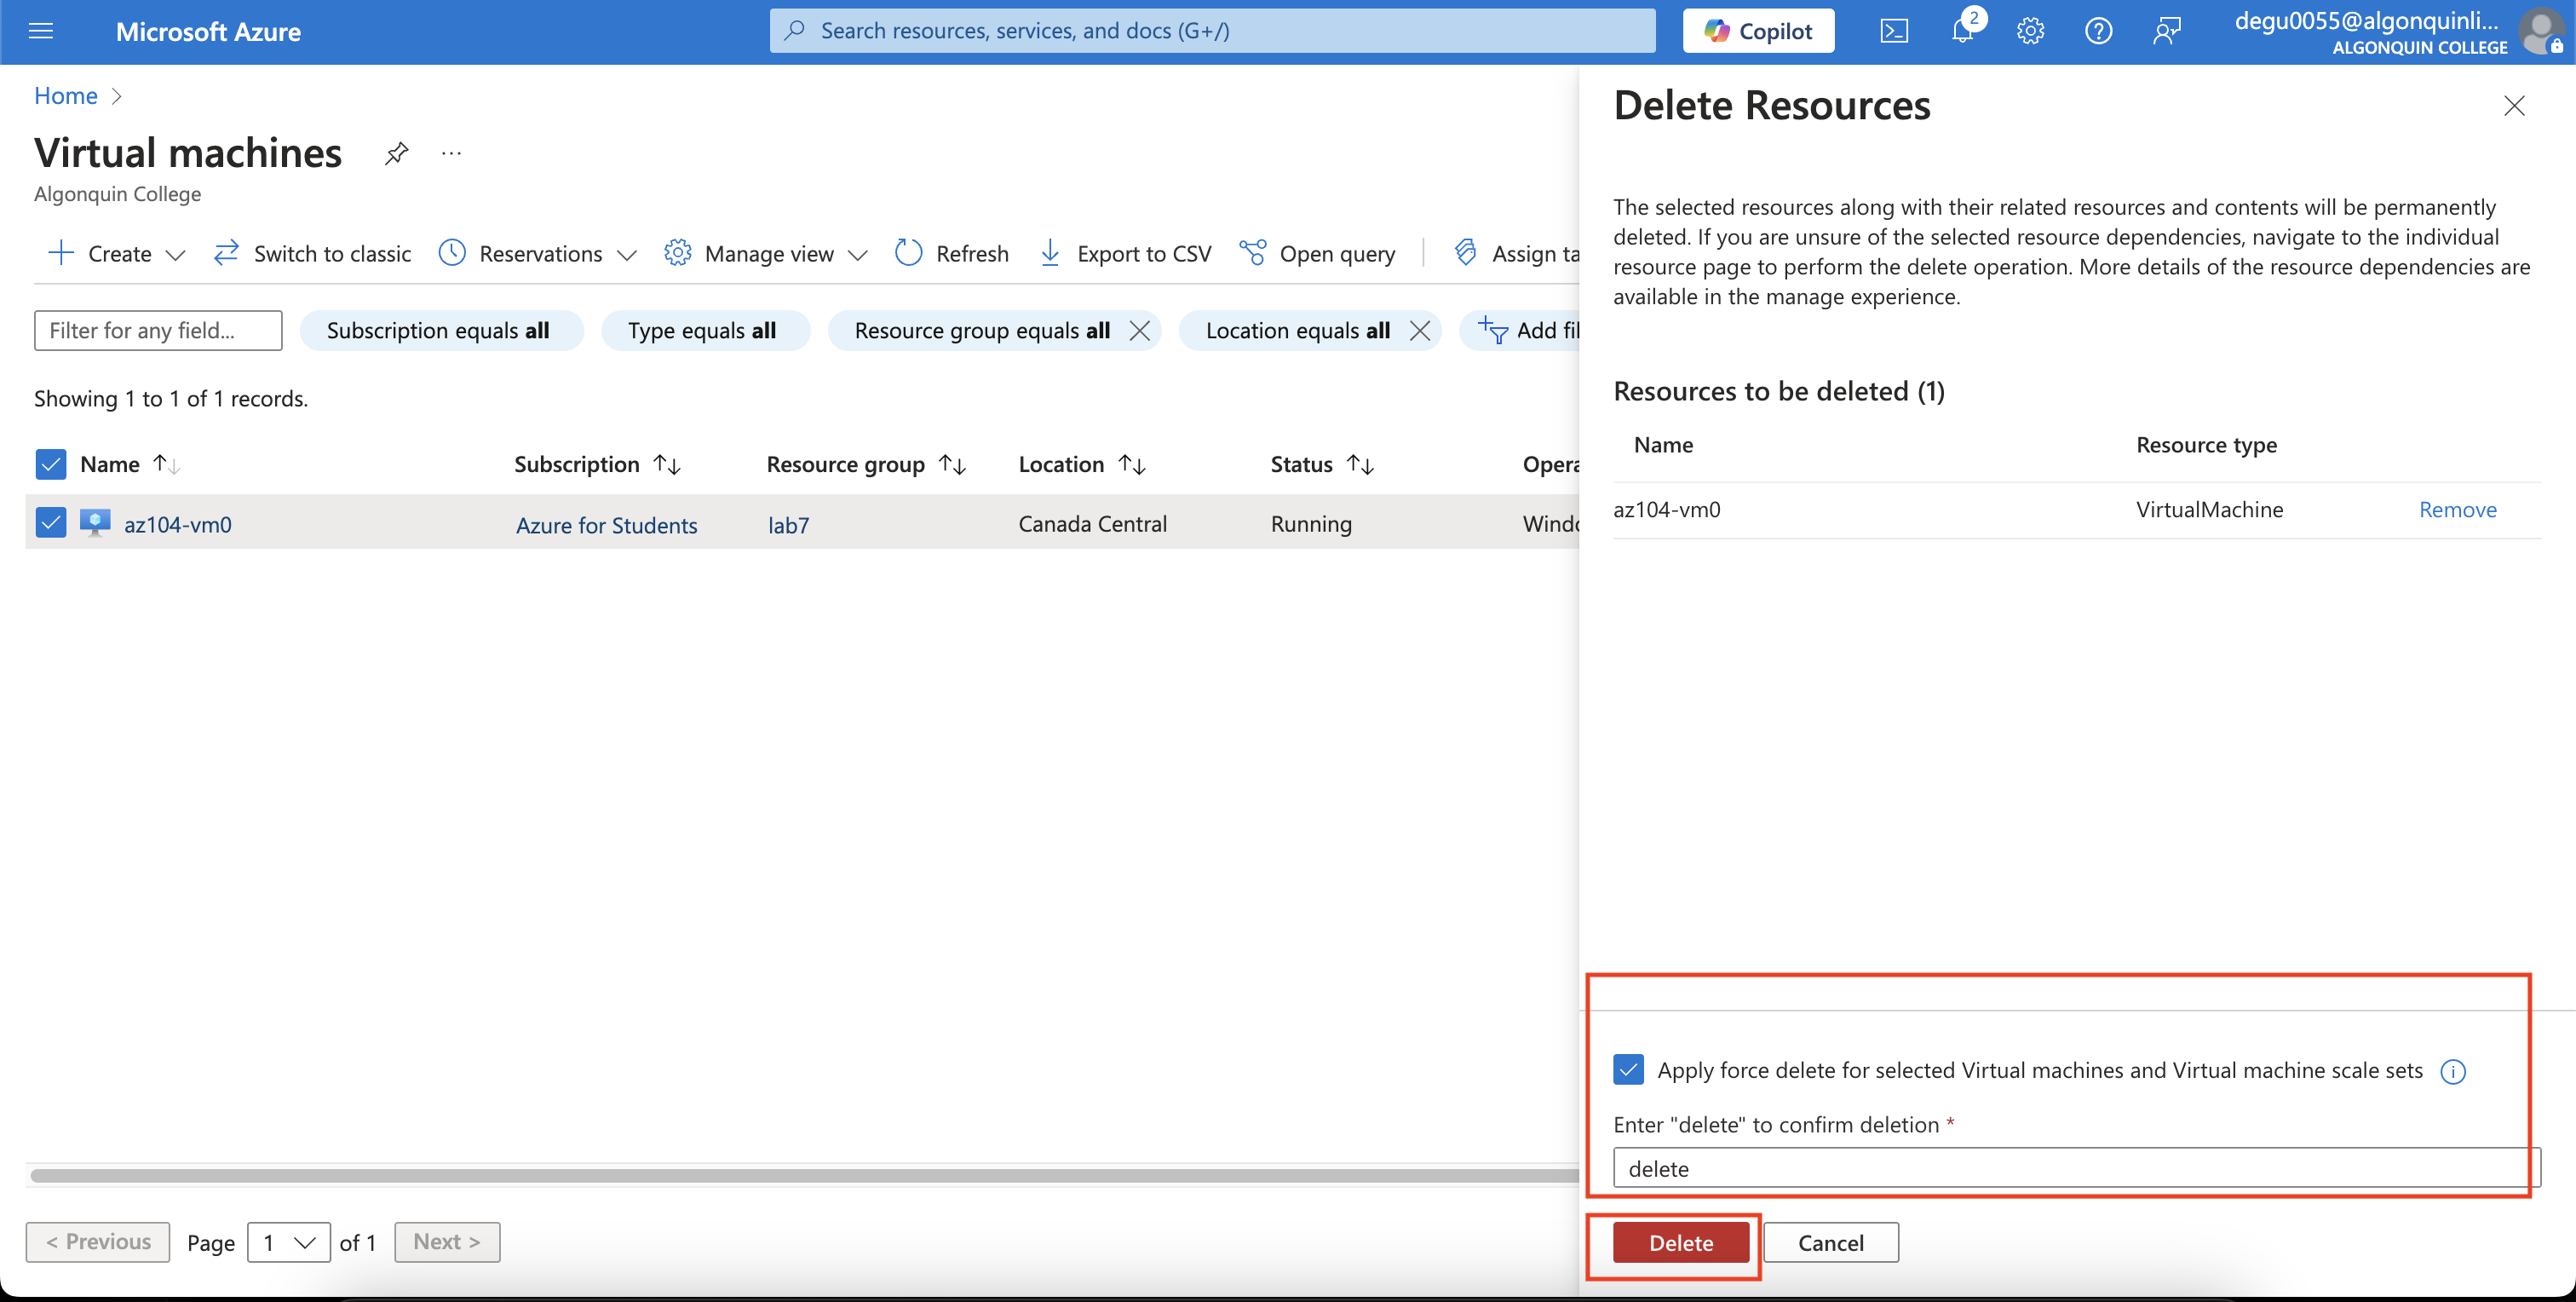 Microsoft Azure
Search resources, services, and docs (G+/)
Copilot
2
degu0055@algonquinli...
ALGONQUIN COLLEGE
Home
Virtual machines
Algonquin College
Create
Switch to classic
Reservations
Manage view
Refresh
Export to CSV
Open query
Assign ta
Filter for any field...
Subscription equals all
Type equals all
Resource group equals all
Location equals all
Add fil
Showing 1 to 1 of 1 records.
Name Subscription Resource group Location Status Opera
az104-vm0 Azure for Students lab7 Canada Central Running Windo
< Previous Page 1 of 1 Next >
Delete Resources
The selected resources along with their related resources and contents will be permanently
deleted. If you are unsure of the selected resource dependencies, navigate to the individual
resource page to perform the delete operation. More details of the resource dependencies are
available in the manage experience.
Resources to be deleted (1)
Name Resource type
az104-vm0 VirtualMachine Remove
Apply force delete for selected Virtual machines and Virtual machine scale sets
Enter "delete" to confirm deletion *
delete
Delete Cancel